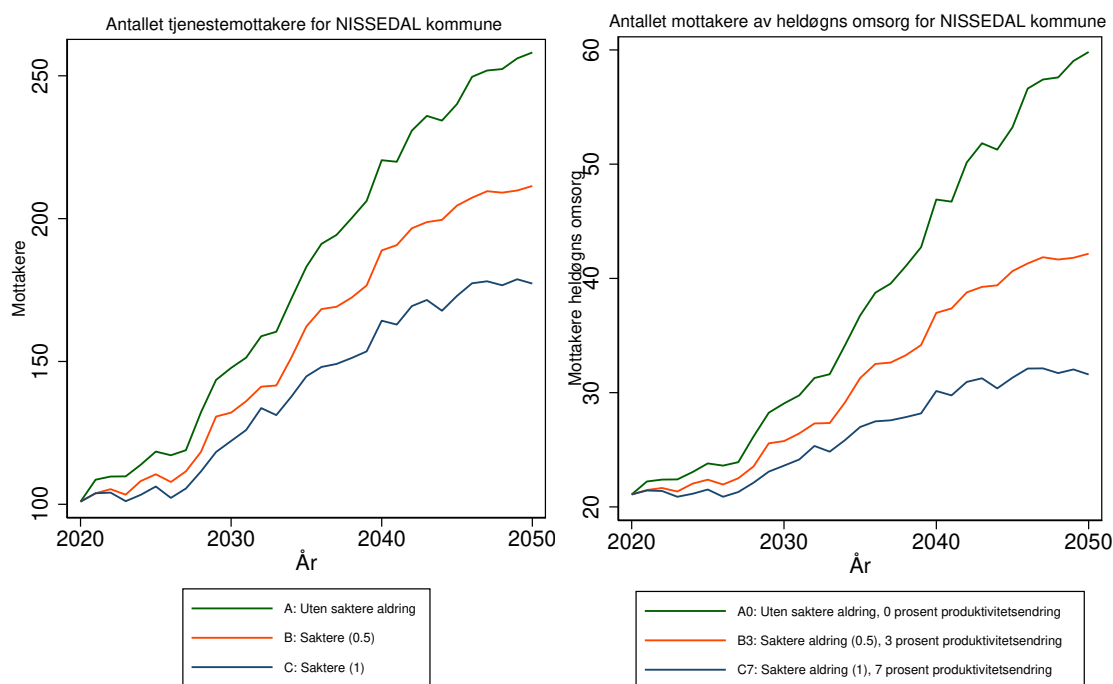 Antallet tjenestemottakere for NISSEDAL kommune
Mottakere
250
200
150
100
2020
2030
2040
2050
År
A: Uten saktere aldring
B: Saktere (0.5)
C: Saktere (1)
Antallet mottakere av heldøgns omsorg for NISSEDAL kommune
Mottakere heldøgns omsorg
60
50
40
30
20
2020
2030
2040
2050
År
A0: Uten saktere aldring, 0 prosent produktivitetsendring
B3: Saktere aldring (0.5), 3 prosent produktivitetsendring
C7: Saktere aldring (1), 7 prosent produktivitetsendring